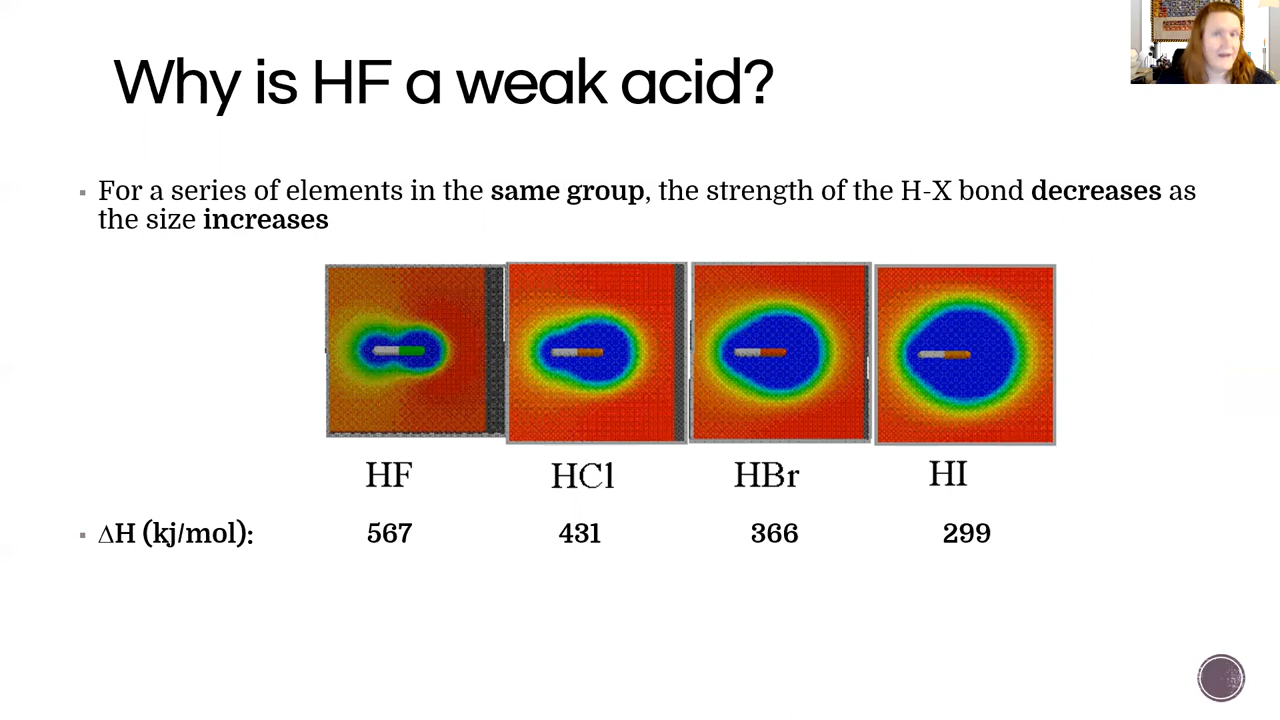 Why is HF a weak acid?
▪ For a series of elements in the same group, the strength of the H-X bond decreases as
the size increases
HF HCl HBr HI
▪ ∆H (kj/mol): 567 431 366 299